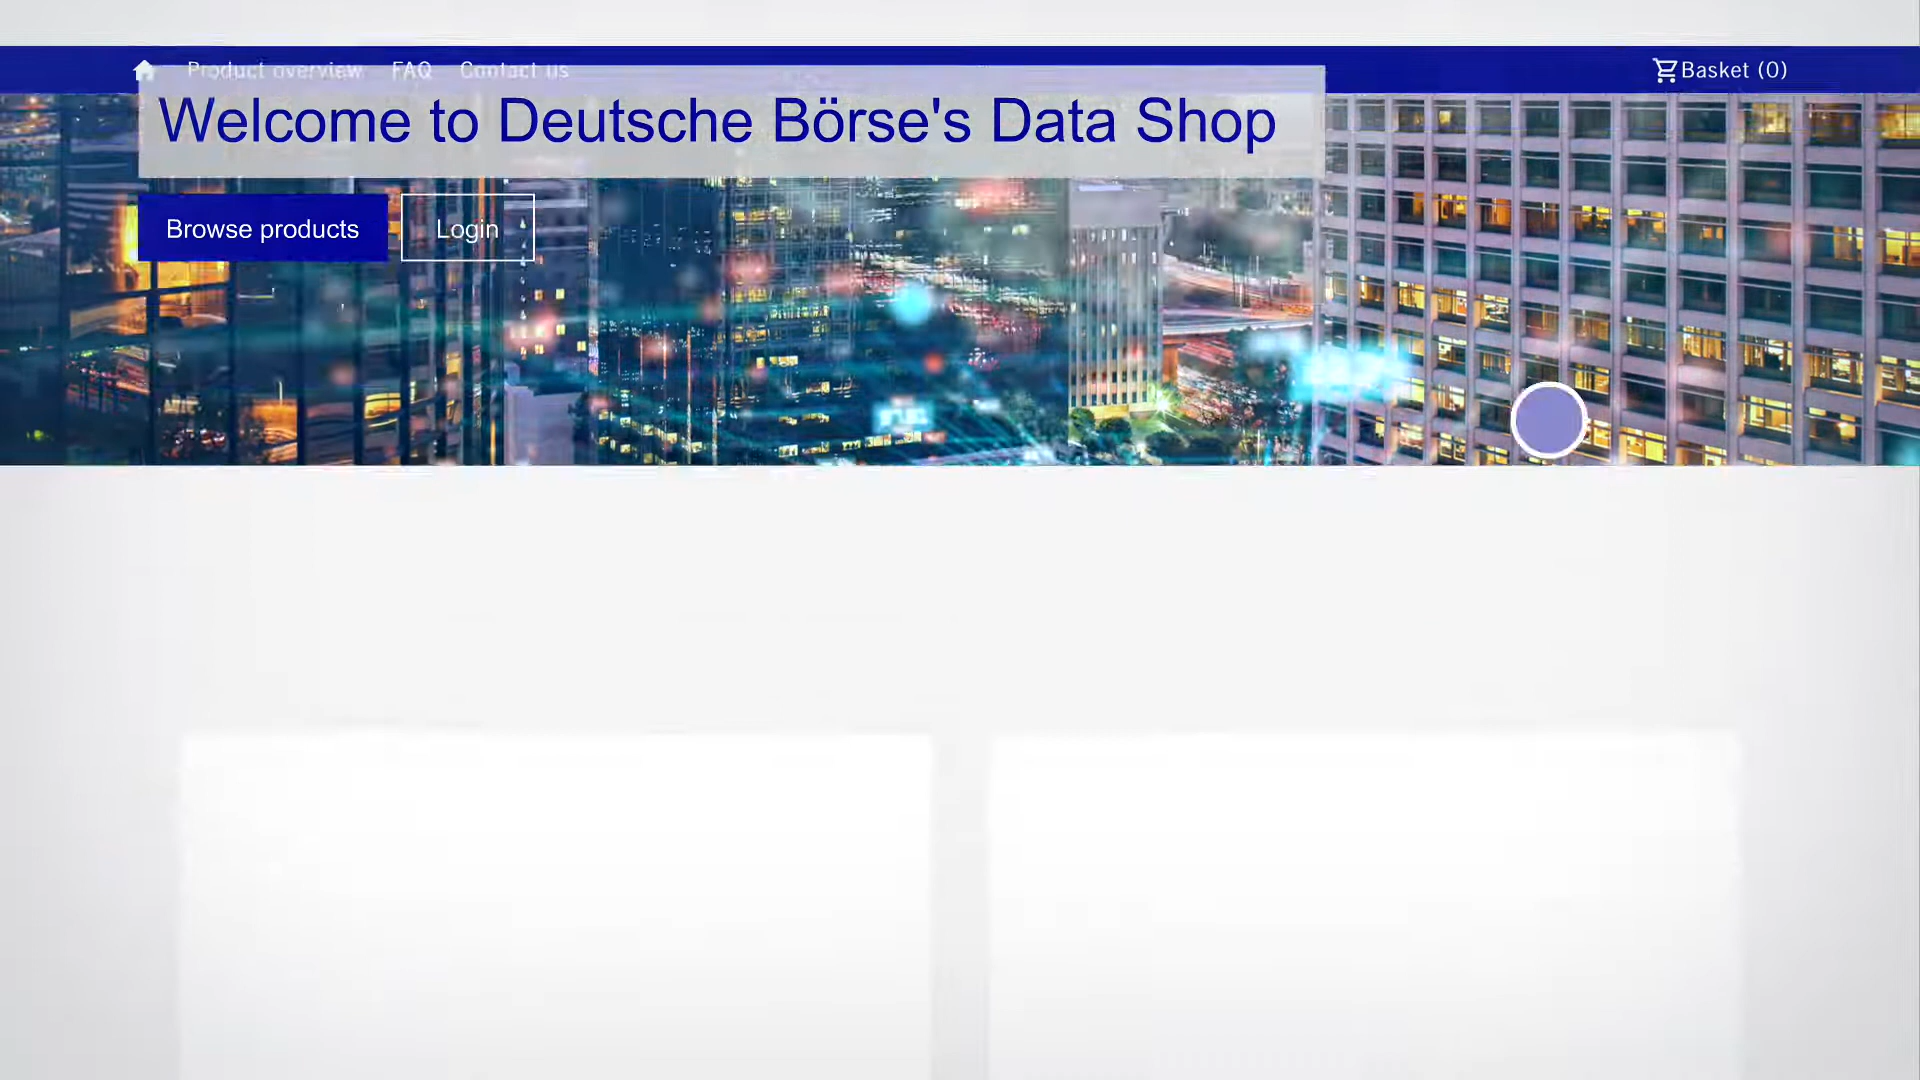 Product overview FAQ Contact us Basket (0)
Welcome to Deutsche Börse's Data Shop
Browse products Login